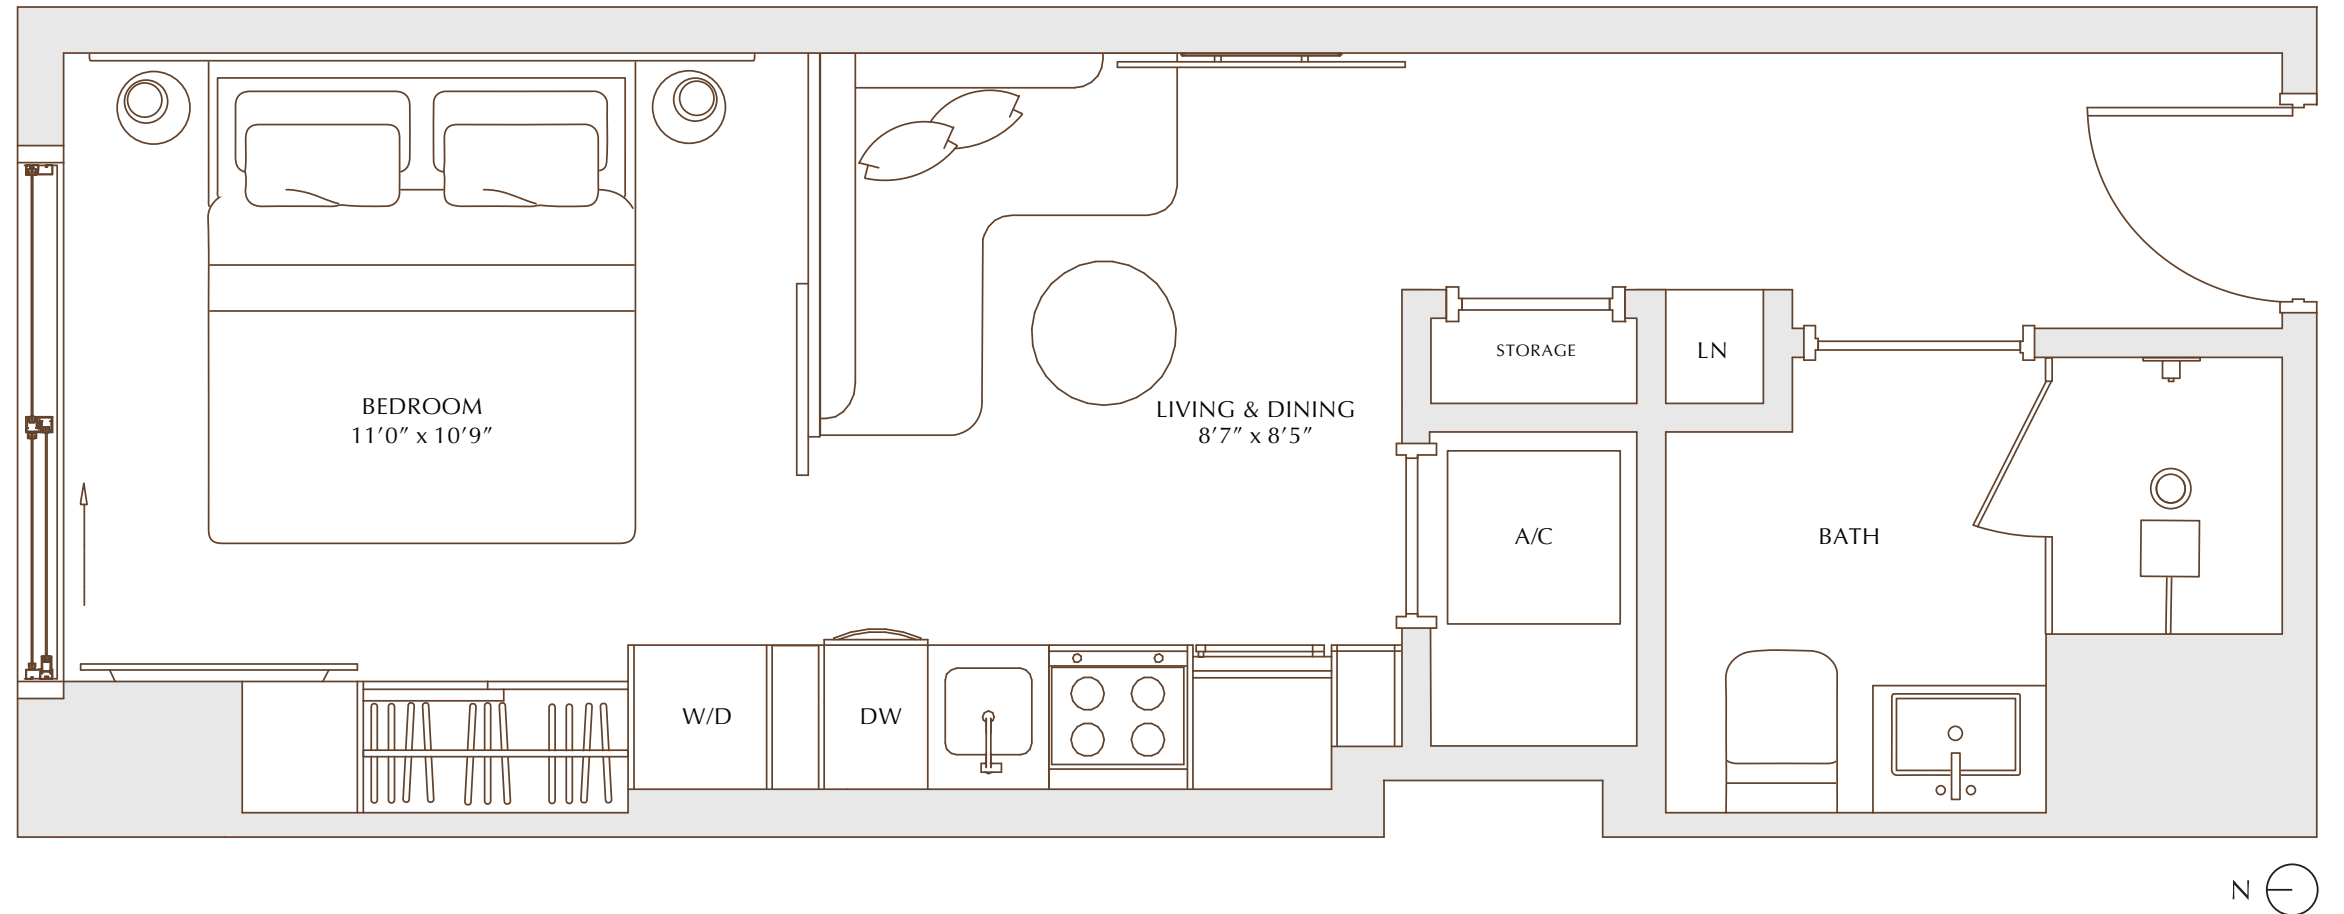 BEDROOM
11’0” x 10’9”
LIVING & DINING
8’7” x 8’5”
STORAGE
LN
A/C
BATH
W/D
DW
N